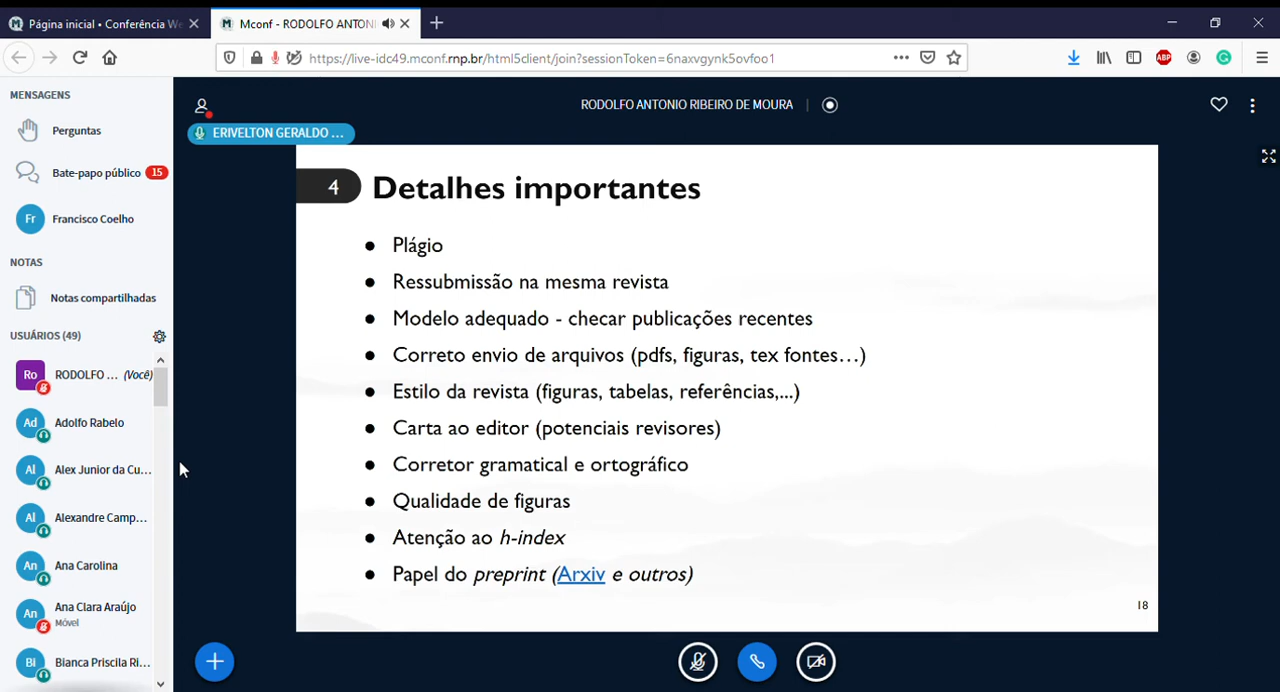 Página inicial • Conferência We
Mconf - RODOLFO ANTONI
https://live-idc49.mconf.rnp.br/html5client/join?sessionToken=6naxvgynk5ovfoo1
ABP
MENSAGENS
Perguntas
Bate-papo público 15
Fr Francisco Coelho
NOTAS
Notas compartilhadas
USUÁRIOS (49)
Ro RODOLFO ... (Você)
Ad Adolfo Rabelo
Al Alex Junior da Cu...
Al Alexandre Camp...
An Ana Carolina
An Ana Clara Araújo
Móvel
BI Bianca Priscila Ri...
RODOLFO ANTONIO RIBEIRO DE MOURA
ERIVELTON GERALDO ...
4 Detalhes importantes
• Plágio
• Ressubmissão na mesma revista
• Modelo adequado - checar publicações recentes
• Correto envio de arquivos (pdfs, figuras, tex fontes…)
• Estilo da revista (figuras, tabelas, referências,...)
• Carta ao editor (potenciais revisores)
• Corretor gramatical e ortográfico
• Qualidade de figuras
• Atenção ao h-index
• Papel do preprint (Arxiv e outros)
18